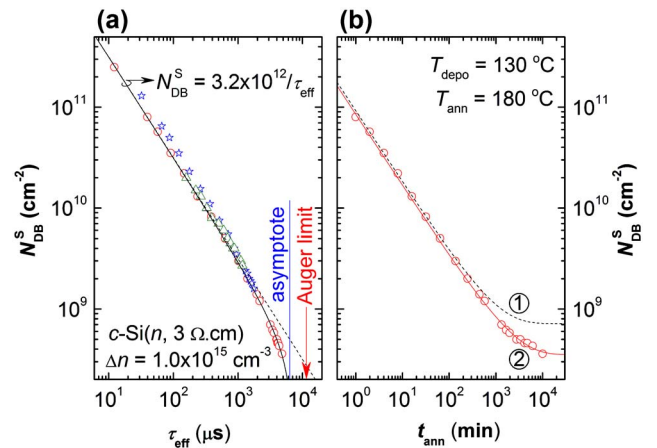 (a)
(b)
N_DB^S = 3.2x10^12/τ_eff
T_depo = 130 °C
T_ann = 180 °C
10^11
10^10
10^9
N_DB^S (cm^-2)
asymptote
Auger limit
c-Si(n, 3 Ω.cm)
Δn = 1.0x10^15 cm^-3
10^1 10^2 10^3 10^4
τ_eff (μs)
①
②
10^11
10^10
10^9
N_DB^S (cm^-2)
10^0 10^1 10^2 10^3 10^4
t_ann (min)